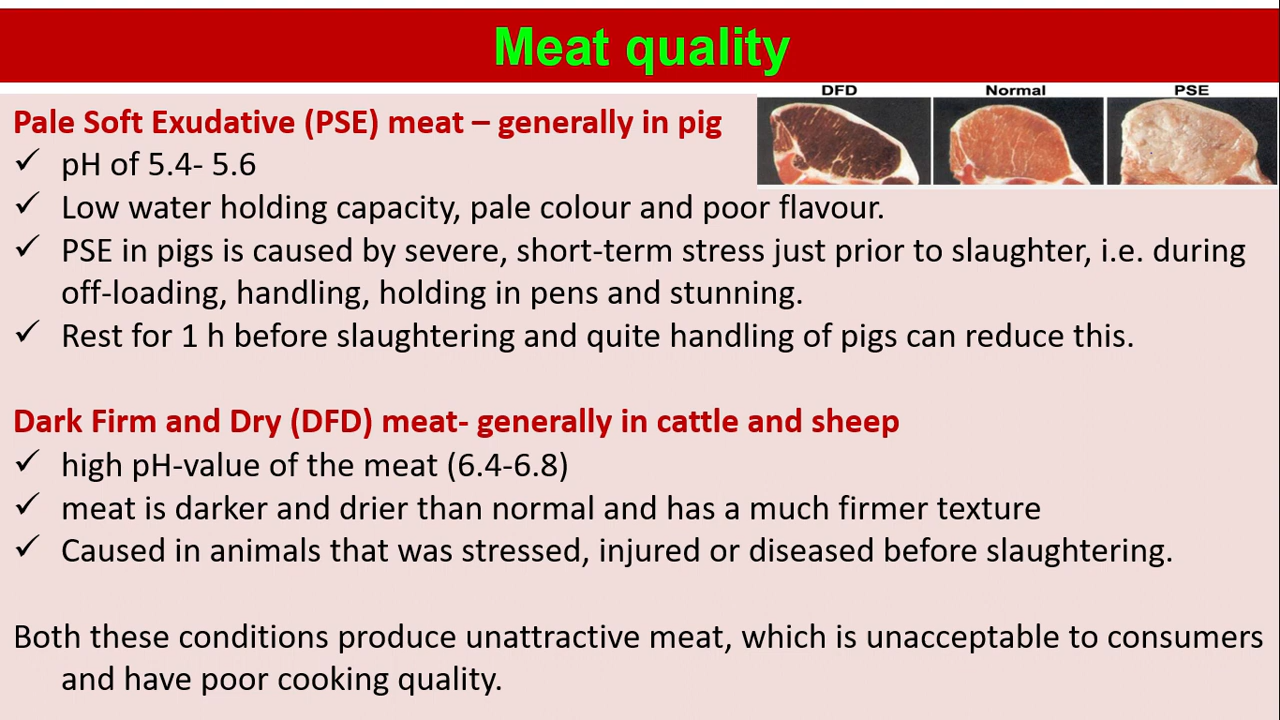 Meat quality
DFD Normal PSE
Pale Soft Exudative (PSE) meat – generally in pig
✓ pH of 5.4- 5.6
✓ Low water holding capacity, pale colour and poor flavour.
✓ PSE in pigs is caused by severe, short-term stress just prior to slaughter, i.e. during
off-loading, handling, holding in pens and stunning.
✓ Rest for 1 h before slaughtering and quite handling of pigs can reduce this.
Dark Firm and Dry (DFD) meat- generally in cattle and sheep
✓ high pH-value of the meat (6.4-6.8)
✓ meat is darker and drier than normal and has a much firmer texture
✓ Caused in animals that was stressed, injured or diseased before slaughtering.
Both these conditions produce unattractive meat, which is unacceptable to consumers
and have poor cooking quality.